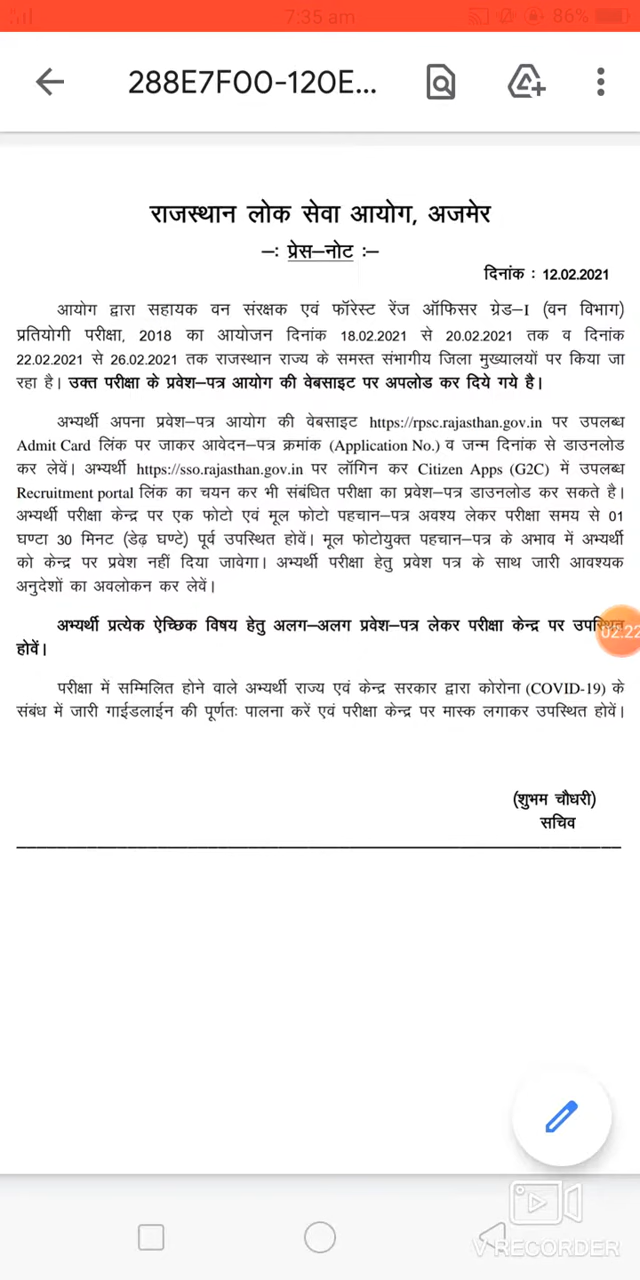 7:35 am
86%
288E7F00-120E...
राजस्थान लोक सेवा आयोग, अजमेर
–: प्रेस–नोट :–
दिनांक : 12.02.2021
आयोग द्वारा सहायक वन संरक्षक एवं फॉरेस्ट रेंज ऑफिसर ग्रेड–I (वन विभाग)
प्रतियोगी परीक्षा, 2018 का आयोजन दिनांक 18.02.2021 से 20.02.2021 तक व दिनांक
22.02.2021 से 26.02.2021 तक राजस्थान राज्य के समस्त संभागीय जिला मुख्यालयों पर किया जा
रहा है। उक्त परीक्षा के प्रवेश–पत्र आयोग की वेबसाइट पर अपलोड कर दिये गये है।
अभ्यर्थी अपना प्रवेश–पत्र आयोग की वेबसाइट https://rpsc.rajasthan.gov.in पर उपलब्ध
Admit Card लिंक पर जाकर आवेदन–पत्र क्रमांक (Application No.) व जन्म दिनांक से डाउनलोड
कर लेवें। अभ्यर्थी https://sso.rajasthan.gov.in पर लॉगिन कर Citizen Apps (G2C) में उपलब्ध
Recruitment portal लिंक का चयन कर भी संबंधित परीक्षा का प्रवेश–पत्र डाउनलोड कर सकते है।
अभ्यर्थी परीक्षा केन्द्र पर एक फोटो एवं मूल फोटो पहचान–पत्र अवश्य लेकर परीक्षा समय से 01
घण्टा 30 मिनट (डेढ़ घण्टे) पूर्व उपस्थित होवें। मूल फोटोयुक्त पहचान–पत्र के अभाव में अभ्यर्थी
को केन्द्र पर प्रवेश नहीं दिया जावेगा। अभ्यर्थी परीक्षा हेतु प्रवेश पत्र के साथ जारी आवश्यक
अनुदेशों का अवलोकन कर लेवें।
अभ्यर्थी प्रत्येक ऐच्छिक विषय हेतु अलग–अलग प्रवेश–पत्र लेकर परीक्षा केन्द्र पर उपस्थित
होवें।
02:22
परीक्षा में सम्मिलित होने वाले अभ्यर्थी राज्य एवं केन्द्र सरकार द्वारा कोरोना (COVID-19) के
संबंध में जारी गाईडलाईन की पूर्णतः पालना करें एवं परीक्षा केन्द्र पर मास्क लगाकर उपस्थित होवें।
(शुभम चौधरी)
सचिव
V RECORDER